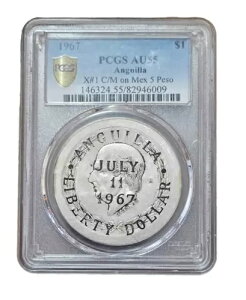 1967 $1
PCGS AU55
Anguilla
X#1 C/M on Mex 5 Peso
146324.55/82946009
PCGS
ANGUILLA
JULY
11
1967
LIBERTY DOLLAR